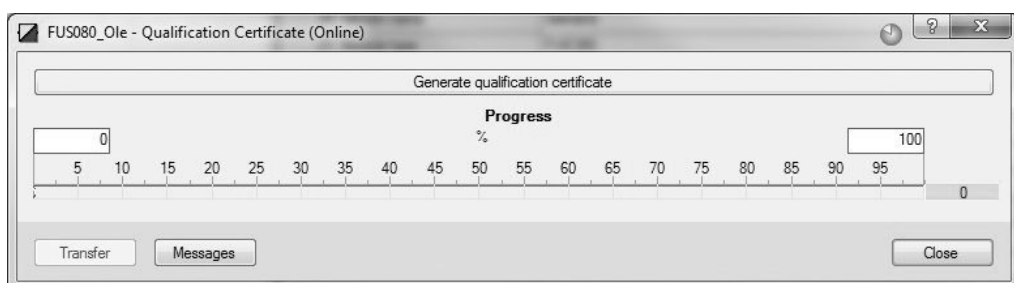 FUS080_Ole - Qualification Certificate (Online)
?
X
Generate qualification certificate
Progress
0
%
100
5 10 15 20 25 30 35 40 45 50 55 60 65 70 75 80 85 90 95
0
Transfer
Messages
Close